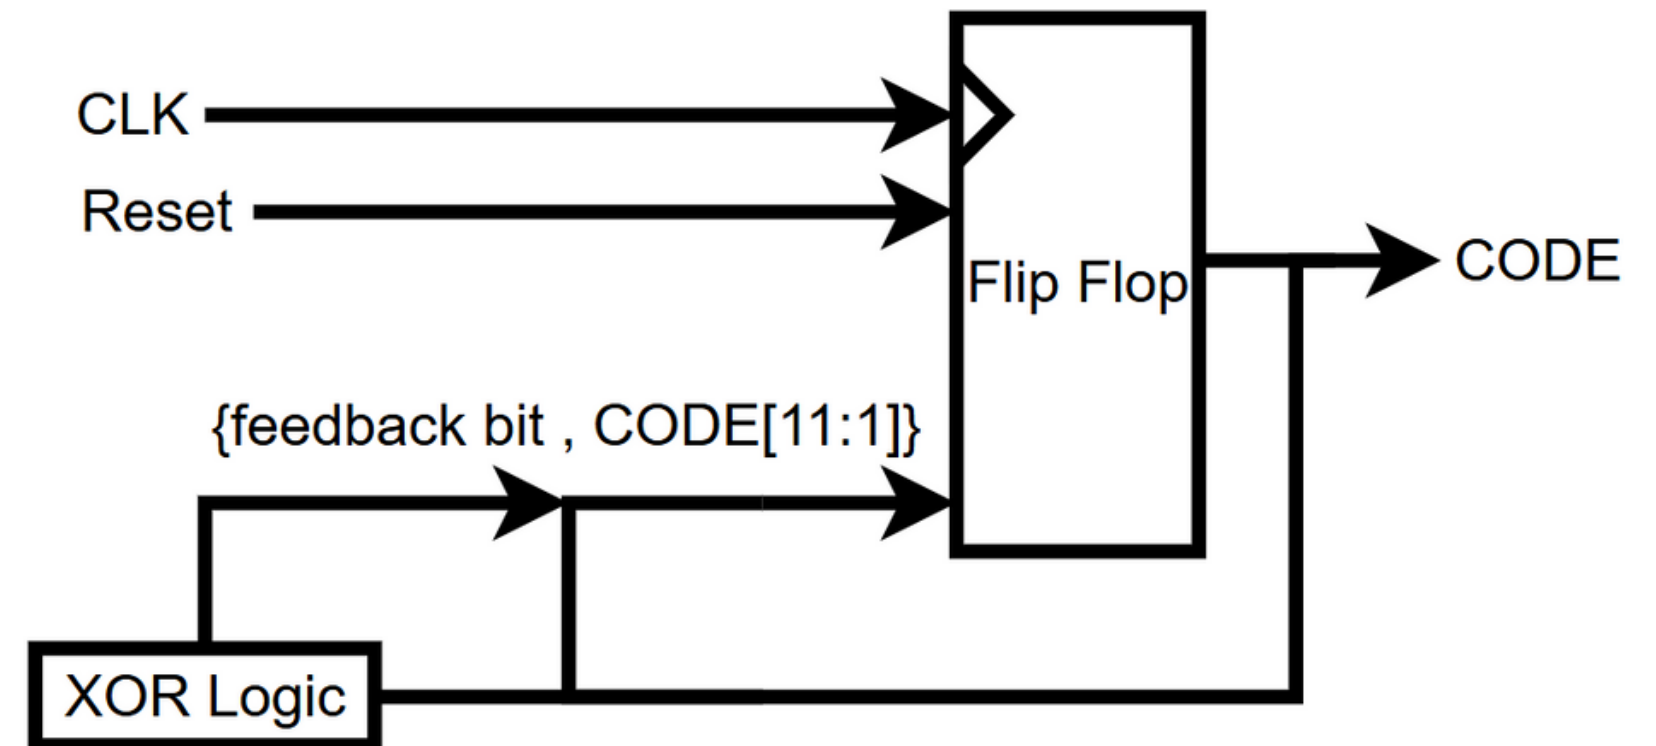 CLK
Reset
Flip Flop
CODE
{feedback bit , CODE[11:1]}
XOR Logic